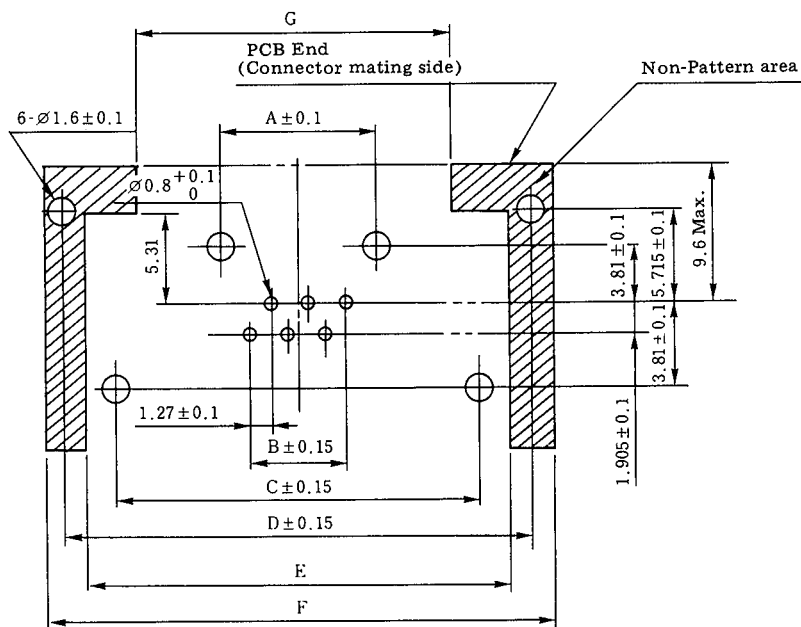 G
PCB End
(Connector mating side)
Non-Pattern area
6-∅1.6±0.1
A±0.1
∅0.8 +0.1 0
5.31
3.81±0.1
5.715±0.1
9.6 Max.
3.81±0.1
1.905±0.1
1.27±0.1
B±0.15
C±0.15
D±0.15
E
F